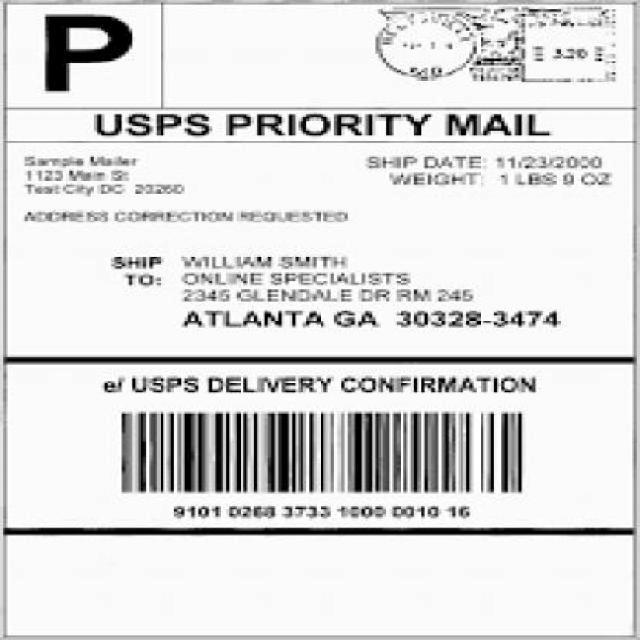 P
3.20
USPS PRIORITY MAIL
Sample Mailer
1123 Main St
Test City DC 20260
SHIP DATE: 11/23/2000
WEIGHT: 1 LBS 9 OZ
ADDRESS CORRECTION REQUESTED
SHIP TO:
WILLIAM SMITH
ONLINE SPECIALISTS
2345 GLENDALE DR RM 245
ATLANTA GA 30328-3474
e/ USPS DELIVERY CONFIRMATION
9101 0268 3733 1000 0010 16